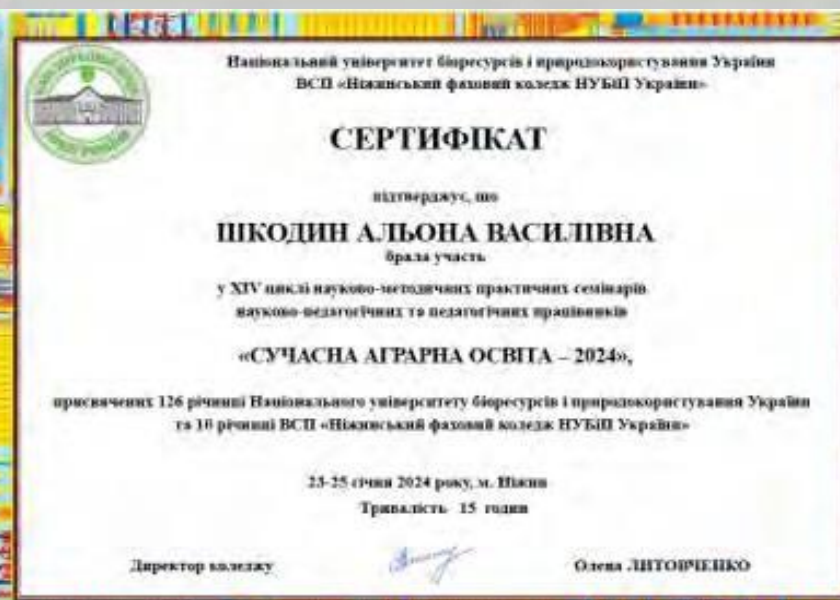 Національний університет біоресурсів і природокористування України
ВСП «Ніжинський фаховий коледж НУБіП України»
СЕРТИФІКАТ
підтверджує, що
ШКОДИН АЛЬОНА ВАСИЛІВНА
брала участь
у XIV циклі науково-методичних практичних семінарів
науково-педагогічних та педагогічних працівників
«СУЧАСНА АГРАРНА ОСВІТА – 2024»,
присвячених 126 річниці Національного університету біоресурсів і природокористування України
та річниці ВСП «Ніжинський фаховий коледж НУБіП України»
23-25 січня 2024 року, м. Ніжин
Тривалість 15 годин
Директор коледжу
Олена ЛИТОВЧЕНКО